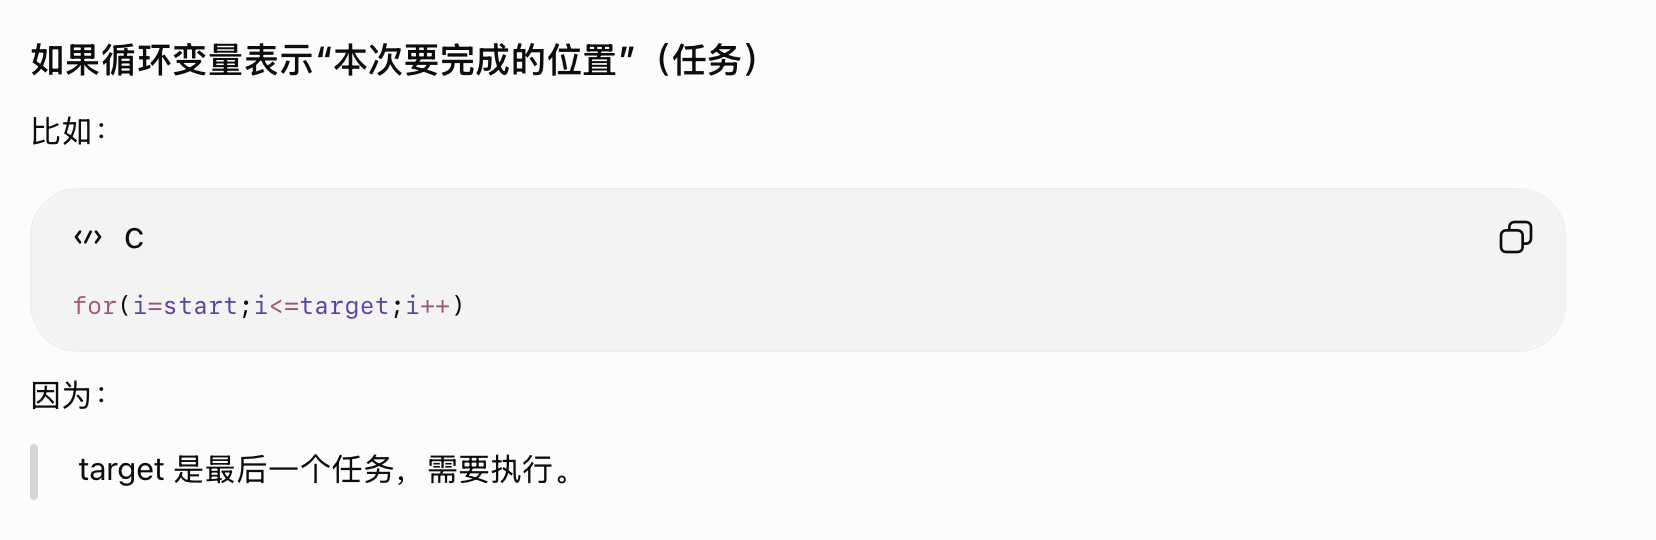 如果循环变量表示“本次要完成的位置”（任务）
比如：
C
for(i=start;i<=target;i++)
因为：
target 是最后一个任务，需要执行。